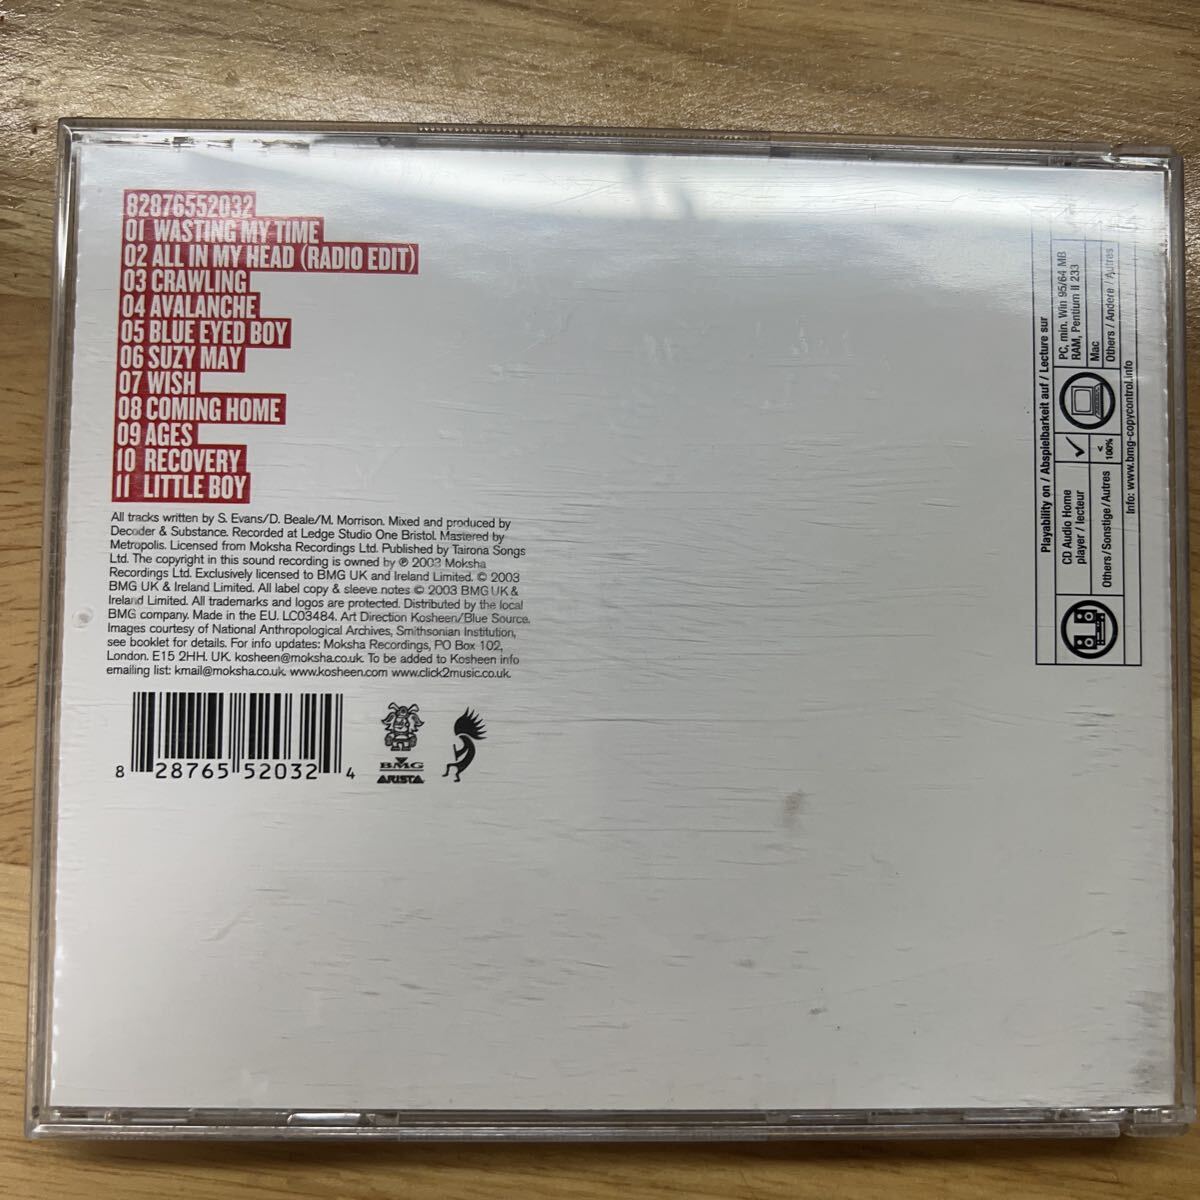 82876552032
01 WASTING MY TIME
02 ALL IN MY HEAD (RADIO EDIT)
03 CRAWLING
04 AVALANCHE
05 BLUE EYED BOY
06 SUZY MAY
07 WISH
08 COMING HOME
09 AGES
10 RECOVERY
11 LITTLE BOY
All tracks written by S. Evans/D. Beale/M. Morrison. Mixed and produced by
Decoder & Substance. Recorded at Ledge Studio One Bristol. Mastered by
Metropolis. Licensed from Moksha Recordings Ltd. Published by Tairona Songs
Ltd. The copyright in this sound recording is owned by ℗ 2003 Moksha
Recordings Ltd. Exclusively licensed to BMG UK and Ireland Limited. © 2003
BMG UK & Ireland Limited. All label copy & sleeve notes © 2003 BMG UK &
Ireland Limited. All trademarks and logos are protected. Distributed by the local
BMG company. Made in the EU. LC03484. Art Direction Kosheen/Blue Source.
Images courtesy of National Anthropological Archives, Smithsonian Institution,
see booklet for details. For info updates: Moksha Recordings, PO Box 102,
London. E15 2HH. UK. kosheen@moksha.co.uk. To be added to Kosheen info
emailing list: kmail@moksha.co.uk. www.kosheen.com www.click2music.co.uk.
8 28765 52032 4
BMG
ARISTA
Playability on / Abspielbarkeit auf / Lecture sur
CD Audio Home
player / lecteur
✓
PC, min. Win 95/64 MB
RAM, Pentium II 233
Mac
Others / Sonstige / Autres
<
100%
Others / Andere / Autres
Info: www.bmg-copycontrol.info